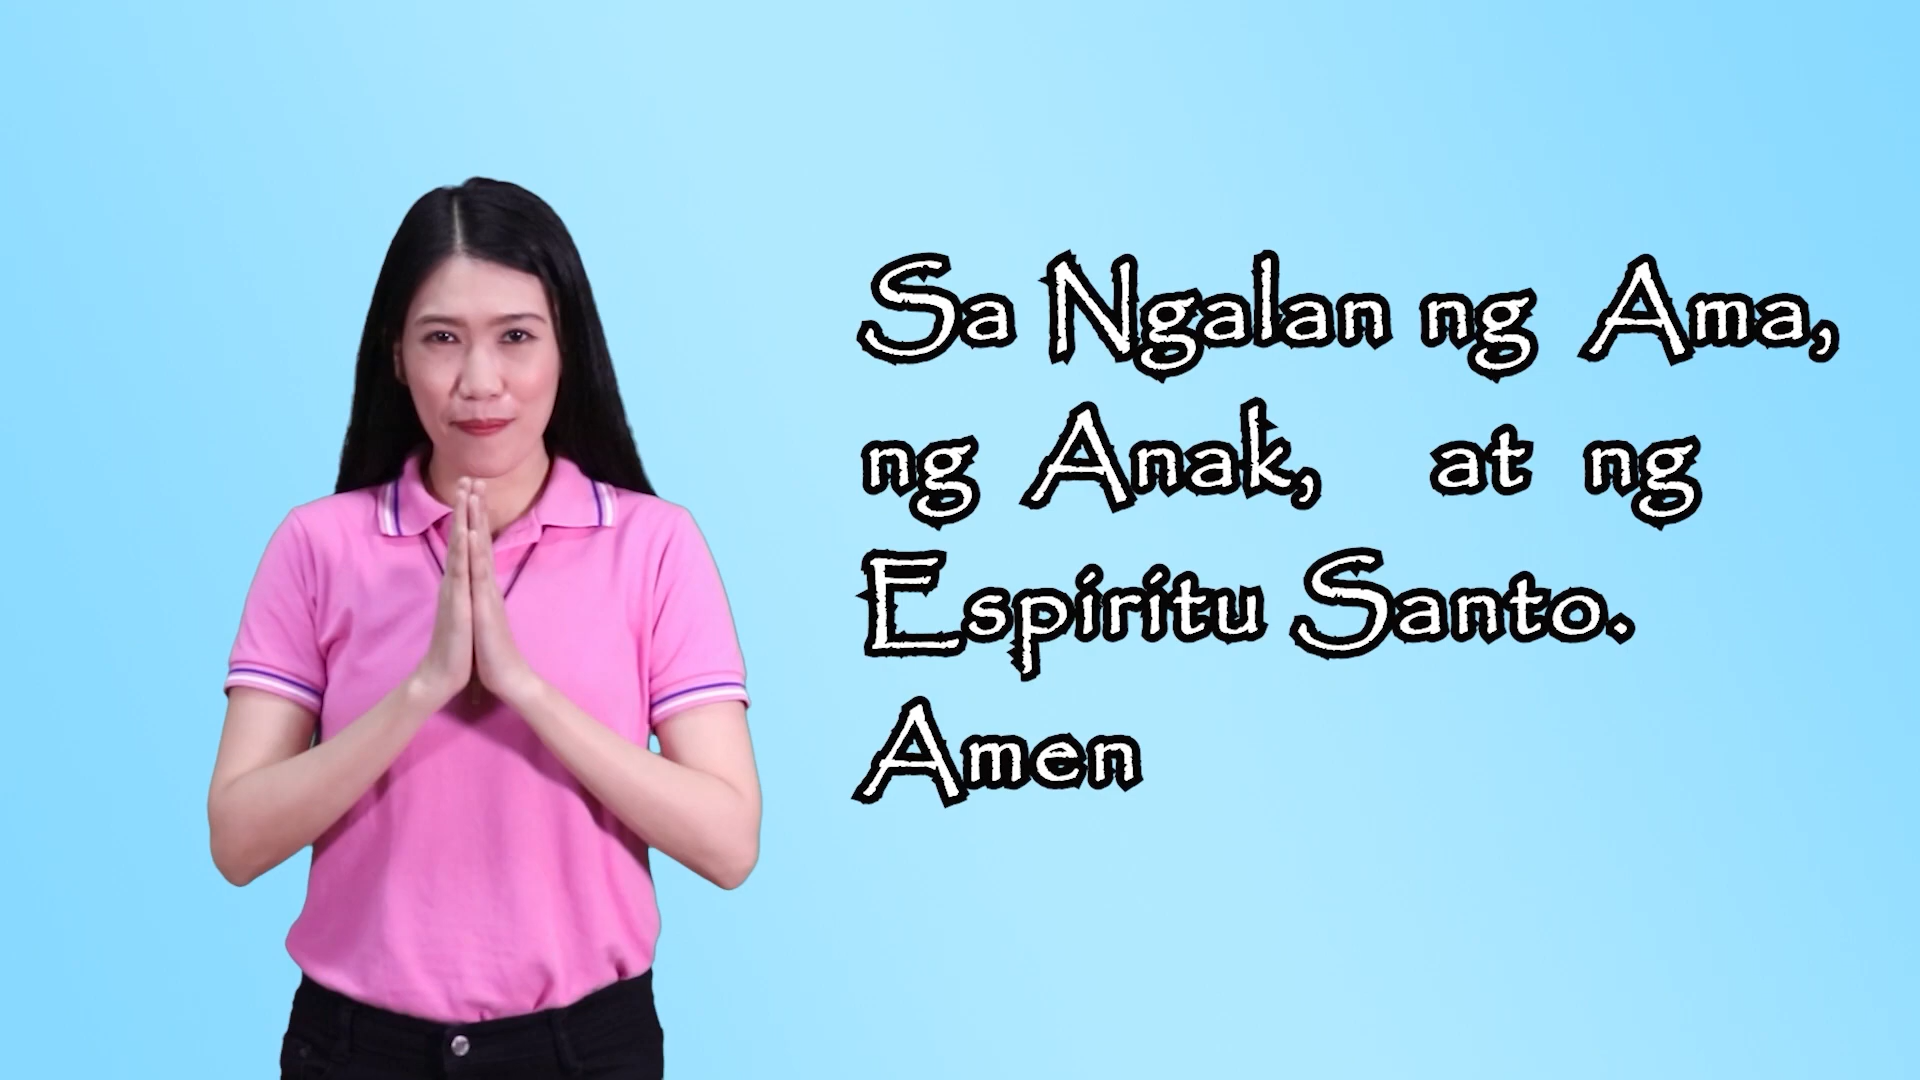 Sa Ngalan ng Ama,
ng Anak, at ng
Espiritu Santo.
Amen